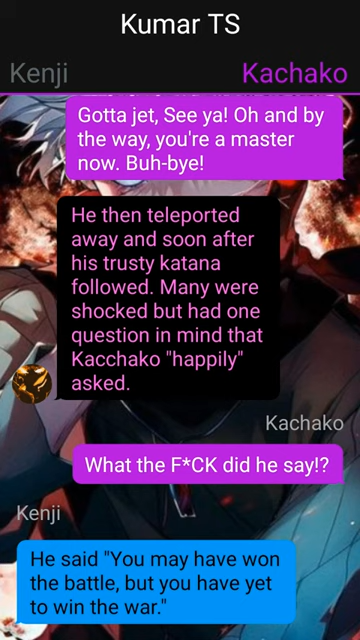 Kumar TS
Kenji
Kachako
Gotta jet, See ya! Oh and by
the way, you're a master
now. Buh-bye!
He then teleported
away and soon after
his trusty katana
followed. Many were
shocked but had one
question in mind that
Kacchako "happily"
asked.
Kachako
What the F*CK did he say!?
Kenji
He said "You may have won
the battle, but you have yet
to win the war."